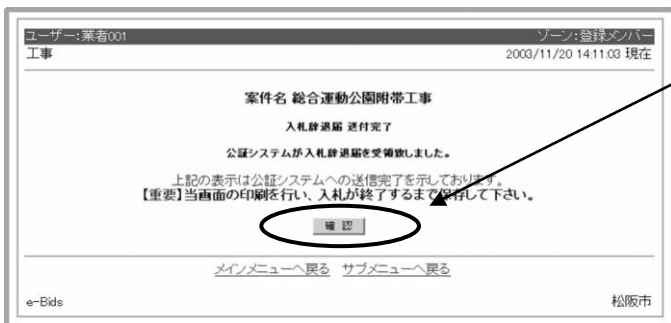 ユーザー:業者001 ゾーン:登録メンバー
工事 2003/11/20 14:11:03 現在
案件名 総合運動公園附帯工事
入札辞退届 送付完了
公証システムが入札辞退届を受領致しました。
上記の表示は公証システムへの送信完了を示しております。
【重要】当画面の印刷を行い、入札が終了するまで保存して下さい。
確 認
メインメニューへ戻る サブメニューへ戻る
e-Bids 松阪市